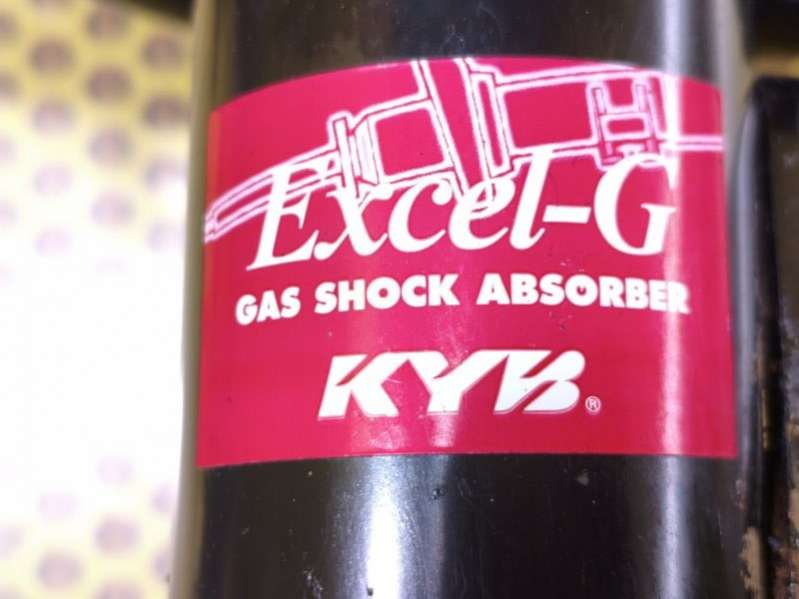 Excel-G
GAS SHOCK ABSORBER
KYB®